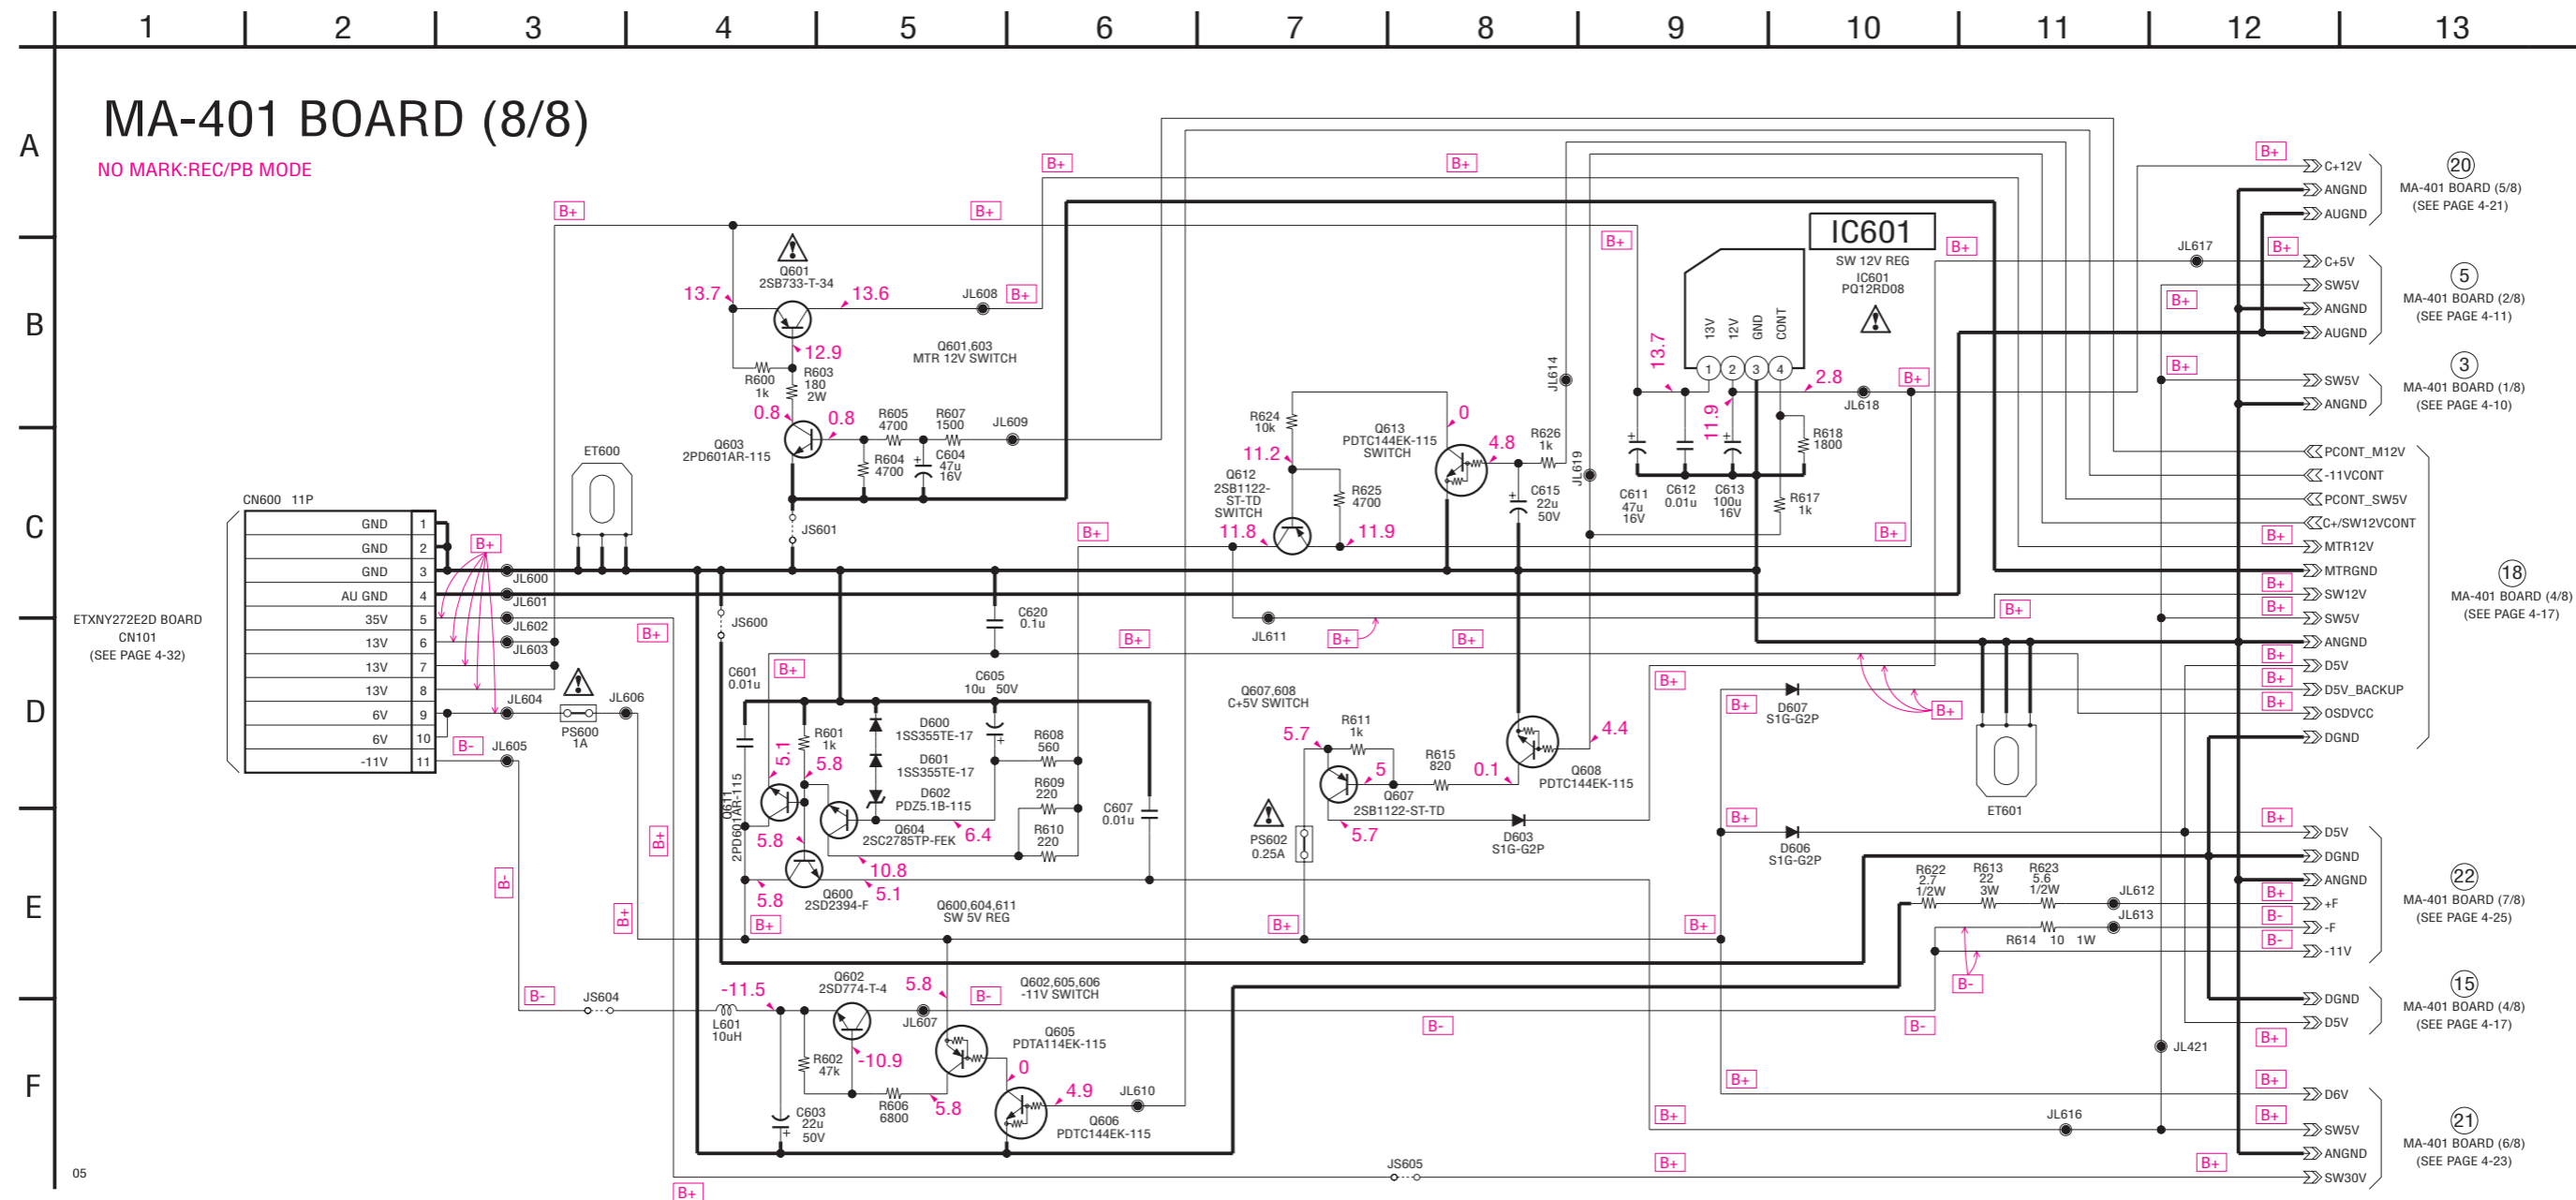 1 2 3 4 5 6 7 8 9 10 11 12 13
A
B
C
D
E
F
MA-401 BOARD (8/8)
NO MARK:REC/PB MODE
B+
B+
B+
B+
B+
C+12V
ANGND
AUGND
20
MA-401 BOARD (5/8)
(SEE PAGE 4-21)
Q601
2SB733-T-34
13.7
13.6
JL608
B+
12.9
Q601,603
MTR 12V SWITCH
R600
1k
R603
180
2W
0.8
0.8
R605
4700
R607
1500
JL609
Q603
2PD601AR-115
R604
4700
C604
47u
16V
JS601
B+
IC601
SW 12V REG
IC601
PQ12RD08
13V
12V
GND
CONT
1 2 3 4
13.7
11.9
2.8
JL618
B+
B+
JL617
B+
C+5V
SW5V
B+
ANGND
AUGND
5
MA-401 BOARD (2/8)
(SEE PAGE 4-11)
SW5V
ANGND
3
MA-401 BOARD (1/8)
(SEE PAGE 4-10)
JL614
JL619
R624
10k
11.2
Q612
2SB1122-
ST-TD
SWITCH
R625
4700
11.8
11.9
Q613
PDTC144EK-115
SWITCH
0
4.8
R626
1k
C615
22u
50V
C611
47u
16V
C612
0.01u
C613
100u
16V
R618
1800
R617
1k
B+
B+
ET600
CN600 11P
GND 1
GND 2
GND 3
AU GND 4
35V 5
13V 6
13V 7
13V 8
6V 9
6V 10
-11V 11
ETXNY272E2D BOARD
CN101
(SEE PAGE 4-32)
B+
JL600
JL601
JL602
JL603
JL604
PS600
1A
JL606
B-
JL605
PCONT_M12V
-11VCONT
PCONT_SW5V
C+/SW12VCONT
B+
MTR12V
MTRGND
B+
SW12V
B+
SW5V
ANGND
B+
D5V
B+
D5V_BACKUP
B+
OSDVCC
DGND
18
MA-401 BOARD (4/8)
(SEE PAGE 4-17)
JS600
B+
C620
0.1u
B+
JL611
B+
B+
B+
C601
0.01u
B+
C605
10u 50V
D600
1SS355TE-17
D601
1SS355TE-17
D602
PDZ5.1B-115
R601
1k
5.1
5.8
R608
560
R609
220
R610
220
C607
0.01u
Q611
2PD601AR-115
5.8
Q604
2SC2785TP-FEK
6.4
10.8
5.8
5.1
Q600
2SD2394-F
Q600,604,611
SW 5V REG
Q607,608
C+5V SWITCH
5.7
R611
1k
R615
820
5
0.1
4.4
Q608
PDTC144EK-115
Q607
2SB1122-ST-TD
5.7
D603
S1G-G2P
PS602
0.25A
B+
B+
D607
S1G-G2P
B+
B+
D606
S1G-G2P
ET601
B+
D5V
DGND
ANGND
B+
+F
B-
-F
B-
-11V
22
MA-401 BOARD (7/8)
(SEE PAGE 4-25)
R622
2.7
1/2W
R613
22
3W
R623
5.6
1/2W
JL612
JL613
R614 10 1W
B-
B-
B+
B+
B+
B+
B+
B-
JS604
-11.5
L601
10uH
Q602
2SD774-T-4
5.8
B-
Q602,605,606
-11V SWITCH
JL607
R602
47k
-10.9
Q605
PDTA114EK-115
0
R606
6800
5.8
4.9
JL610
Q606
PDTC144EK-115
C603
22u
50V
B-
B-
DGND
D5V
B+
15
MA-401 BOARD (4/8)
(SEE PAGE 4-17)
JL421
B+
B+
D6V
B+
JL616
B+
SW5V
ANGND
B+
B+
SW30V
21
MA-401 BOARD (6/8)
(SEE PAGE 4-23)
JS605
B+
05